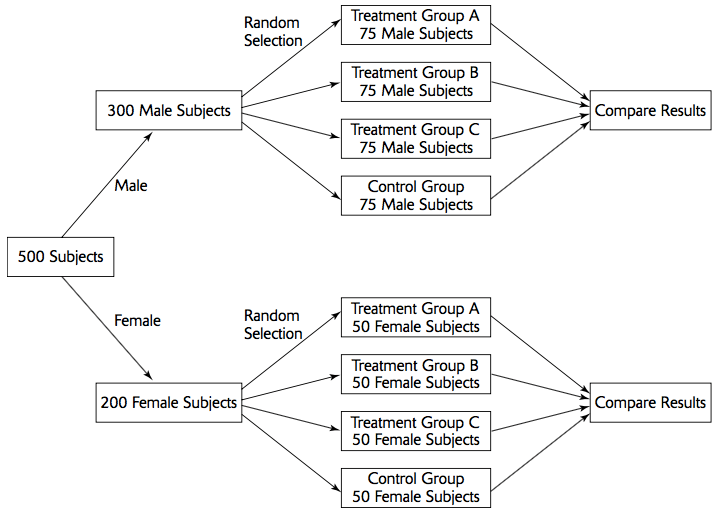 Random
Selection
Treatment Group A
75 Male Subjects
Treatment Group B
75 Male Subjects
300 Male Subjects
Compare Results
Treatment Group C
75 Male Subjects
Male
Control Group
75 Male Subjects
500 Subjects
Female
Random
Selection
Treatment Group A
50 Female Subjects
Treatment Group B
50 Female Subjects
200 Female Subjects
Compare Results
Treatment Group C
50 Female Subjects
Control Group
50 Female Subjects